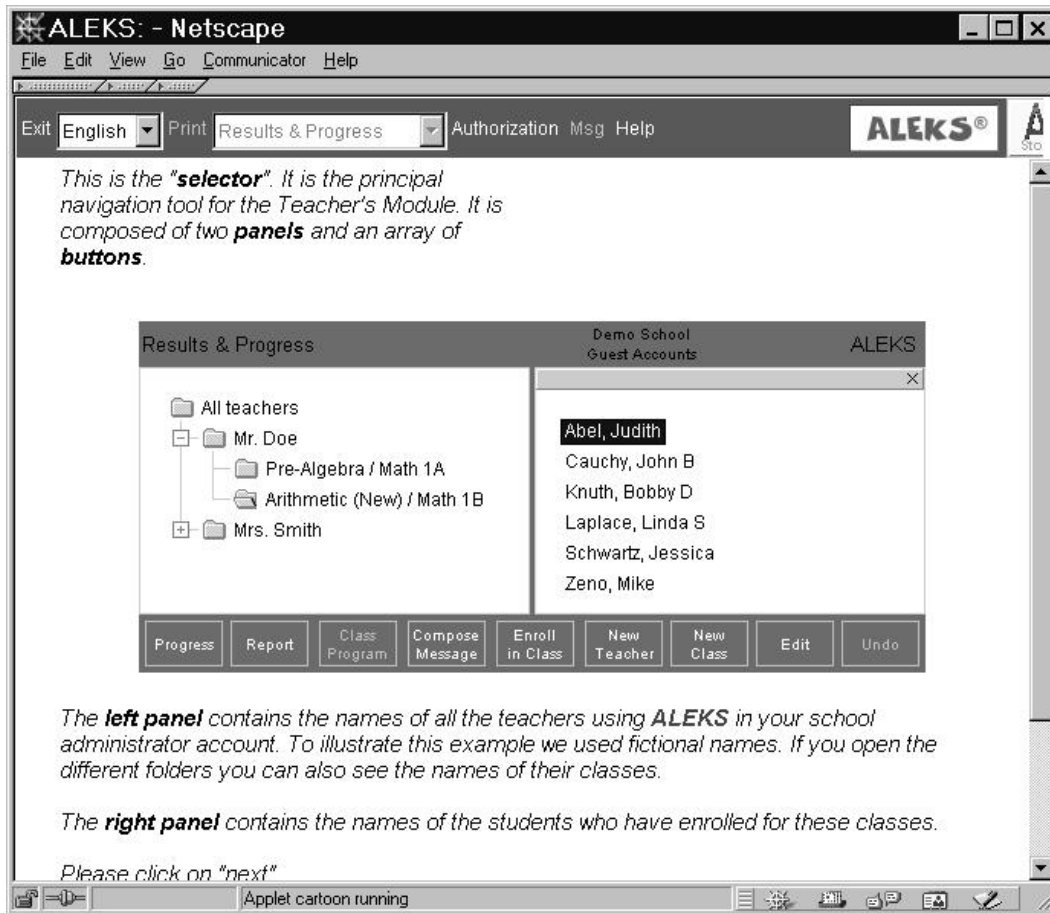 ALEKS: - Netscape
File Edit View Go Communicator Help
Exit English Print Results & Progress Authorization Msg Help ALEKS®
Sto
This is the "selector". It is the principal
navigation tool for the Teacher's Module. It is
composed of two panels and an array of
buttons.
Results & Progress
Demo School
Guest Accounts
ALEKS
All teachers
Mr. Doe
Pre-Algebra / Math 1A
Arithmetic (New) / Math 1B
Mrs. Smith
Abel, Judith
Cauchy, John B
Knuth, Bobby D
Laplace, Linda S
Schwartz, Jessica
Zeno, Mike
Progress
Report
Class
Program
Compose
Message
Enroll
in Class
New
Teacher
New
Class
Edit
Undo
The left panel contains the names of all the teachers using ALEKS in your school
administrator account. To illustrate this example we used fictional names. If you open the
different folders you can also see the names of their classes.
The right panel contains the names of the students who have enrolled for these classes.
Please click on "next"
Applet cartoon running